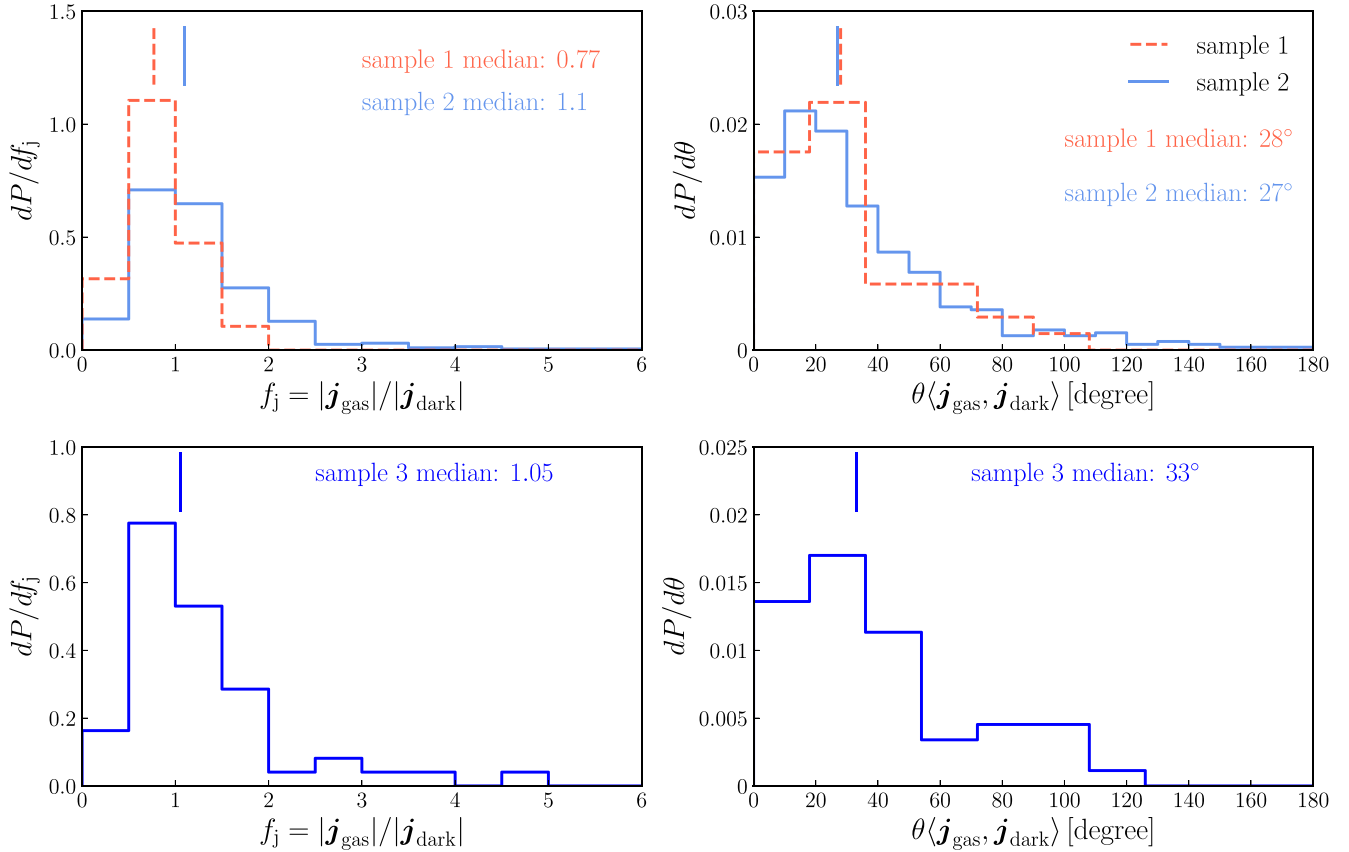 1.5
1.0
0.5
0.0
dP/df_j
sample 1 median: 0.77
sample 2 median: 1.1
0 1 2 3 4 5 6
f_j = |j_gas|/|j_dark|
0.03
0.02
0.01
0
dP/dθ
sample 1
sample 2
sample 1 median: 28°
sample 2 median: 27°
0 20 40 60 80 100 120 140 160 180
θ⟨j_gas, j_dark⟩ [degree]
1.0
0.8
0.6
0.4
0.2
0.0
dP/df_j
sample 3 median: 1.05
0 1 2 3 4 5 6
f_j = |j_gas|/|j_dark|
0.025
0.02
0.015
0.01
0.005
0
dP/dθ
sample 3 median: 33°
0 20 40 60 80 100 120 140 160 180
θ⟨j_gas, j_dark⟩ [degree]